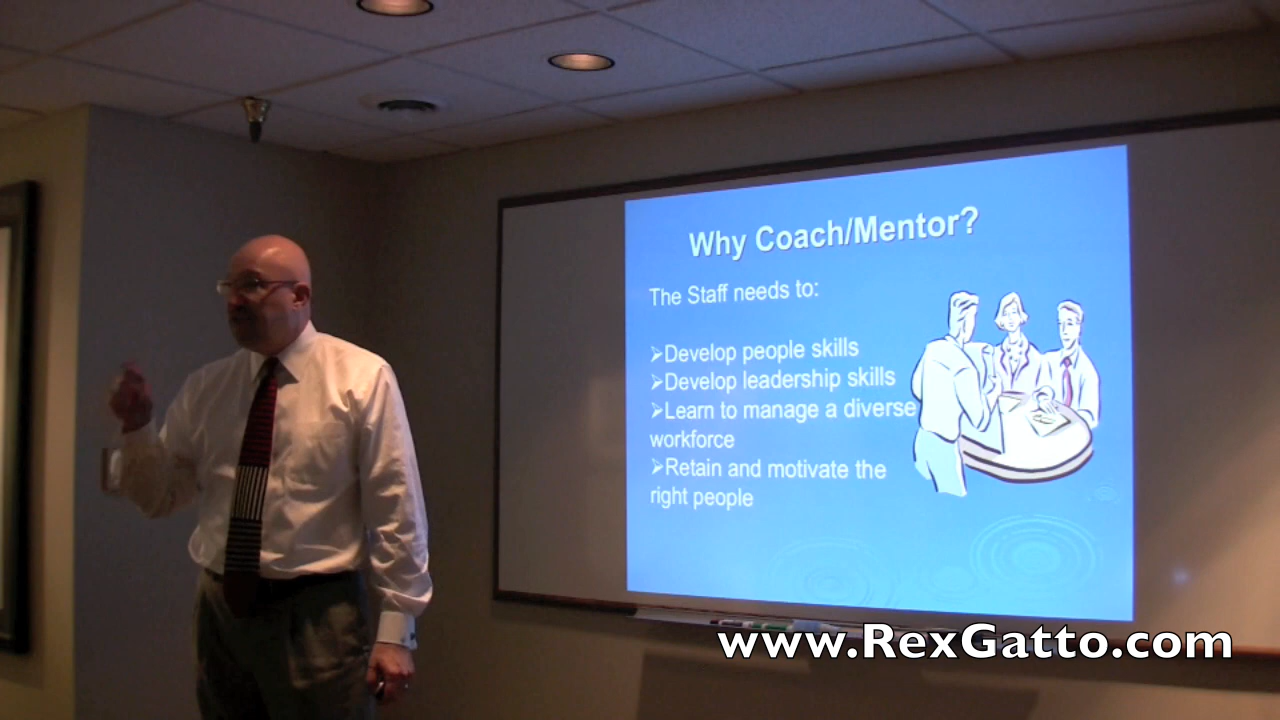 Why Coach/Mentor?
The Staff needs to:
➢Develop people skills
➢Develop leadership skills
➢Learn to manage a diverse
workforce
➢Retain and motivate the
right people
www.RexGatto.com